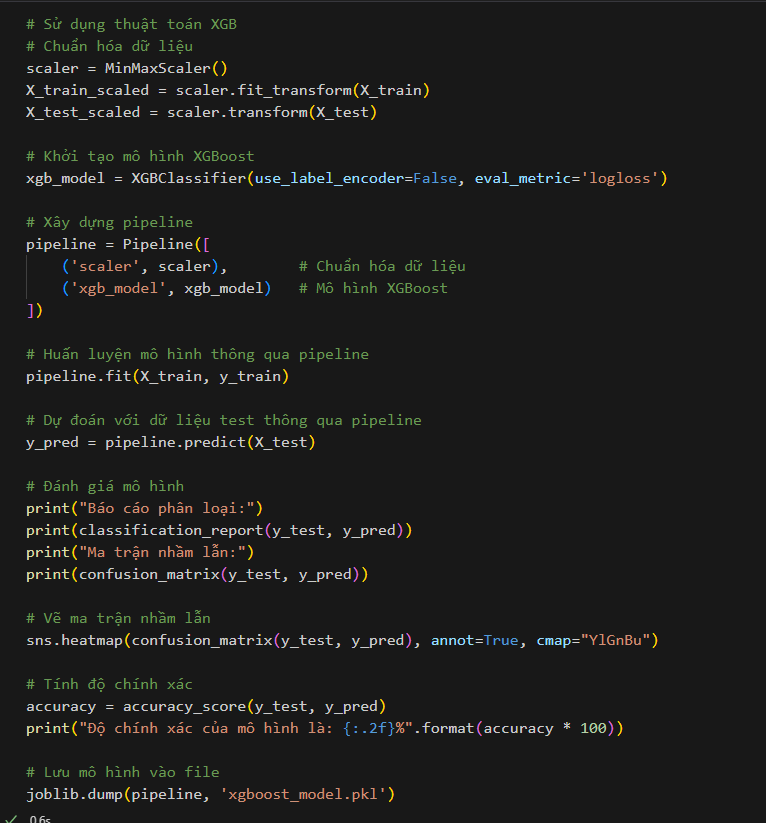 # Sử dụng thuật toán XGB
# Chuẩn hóa dữ liệu
scaler = MinMaxScaler()
X_train_scaled = scaler.fit_transform(X_train)
X_test_scaled = scaler.transform(X_test)

# Khởi tạo mô hình XGBoost
xgb_model = XGBClassifier(use_label_encoder=False, eval_metric='logloss')

# Xây dựng pipeline
pipeline = Pipeline([
    ('scaler', scaler),        # Chuẩn hóa dữ liệu
    ('xgb_model', xgb_model)   # Mô hình XGBoost
])

# Huấn luyện mô hình thông qua pipeline
pipeline.fit(X_train, y_train)

# Dự đoán với dữ liệu test thông qua pipeline
y_pred = pipeline.predict(X_test)

# Đánh giá mô hình
print("Báo cáo phân loại:")
print(classification_report(y_test, y_pred))
print("Ma trận nhầm lẫn:")
print(confusion_matrix(y_test, y_pred))

# Vẽ ma trận nhầm lẫn
sns.heatmap(confusion_matrix(y_test, y_pred), annot=True, cmap="YlGnBu")

# Tính độ chính xác
accuracy = accuracy_score(y_test, y_pred)
print("Độ chính xác của mô hình là: {:.2f}%".format(accuracy * 100))

# Lưu mô hình vào file
joblib.dump(pipeline, 'xgboost_model.pkl')
0.6s